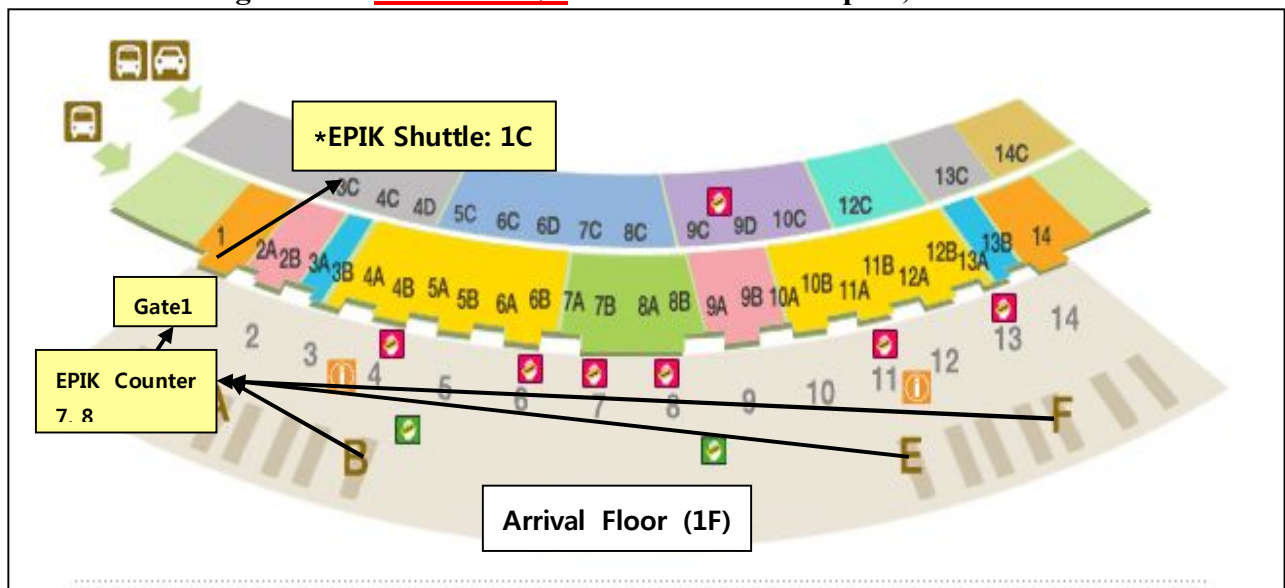 *EPIK Shuttle: 1C
3C 4C 4D 5C 6C 6D 7C 8C 9C 9D 10C 12C 13C 14C
1 2A 2B 3A 3B 4A 4B 5A 5B 6A 6B 7A 7B 8A 8B 9A 9B 10A 10B 11A 11B 12A 12B 13A 13B 14
Gate1
2 3 4 5 6 7 8 9 10 11 12 13 14
EPIK Counter
7, 8
A B E F
Arrival Floor (1F)